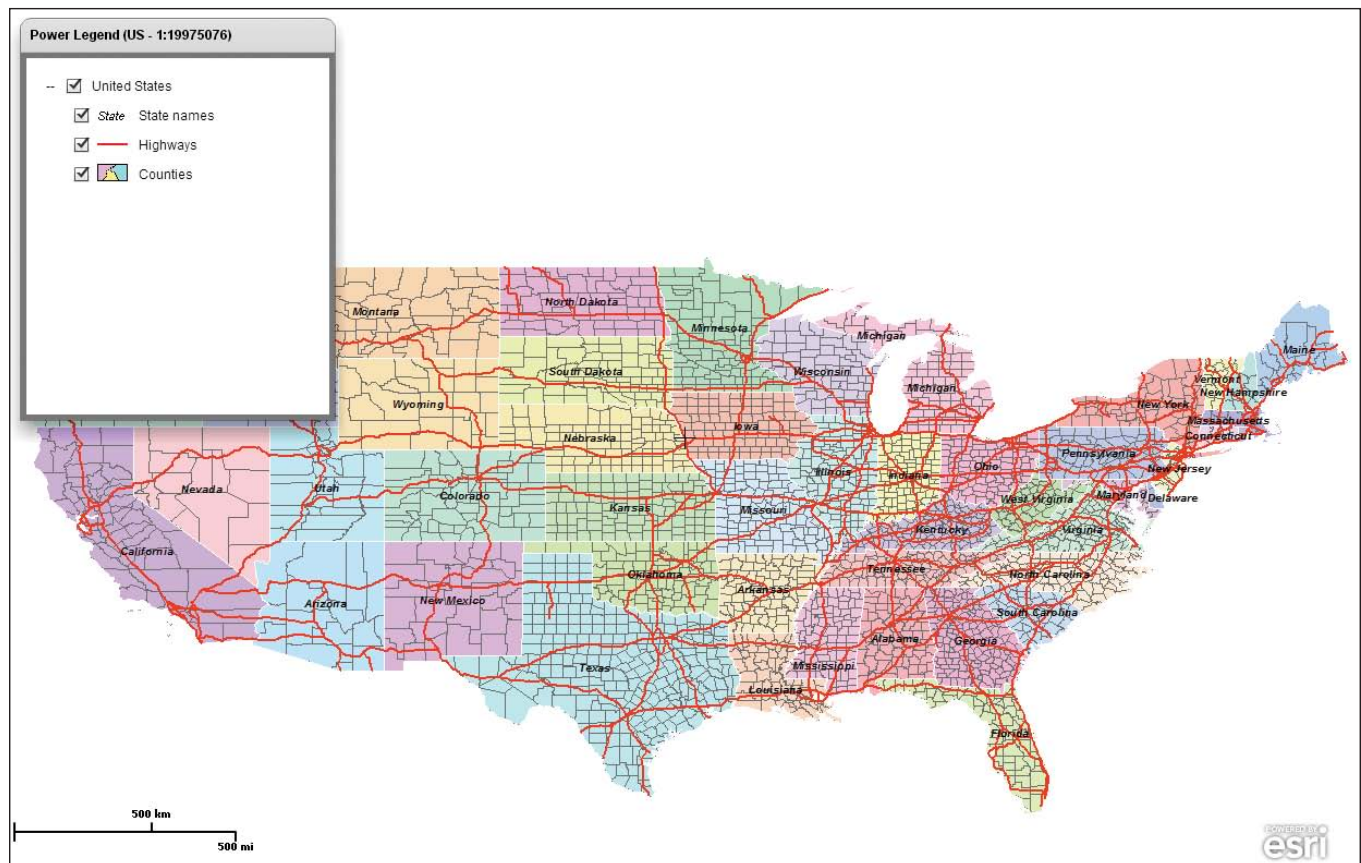 Power Legend (US - 1:19975076)
-- United States
State State names
Highways
Counties
Montana
North Dakota
Minnesota
Michigan
Maine
Wisconsin
South Dakota
Michigan
Vermont
New Hampshire
Wyoming
New York
Massachuseds
Iowa
Nebraska
Connecticut
Pennsylvania
Ohio
New Jersey
Illinois
Indiana
Nevada
Utah
Colorado
Maryland
Delaware
West Virginia
Kansas
Missouri
Kentucky
Virginia
California
Tennessee
North Carolina
Oklahoma
Arkansas
Arizona
New Mexico
South Carolina
Alabama
Georgia
Texas
Mississippi
Louisiana
Florida
500 km
500 mi
POWERED BY
esri